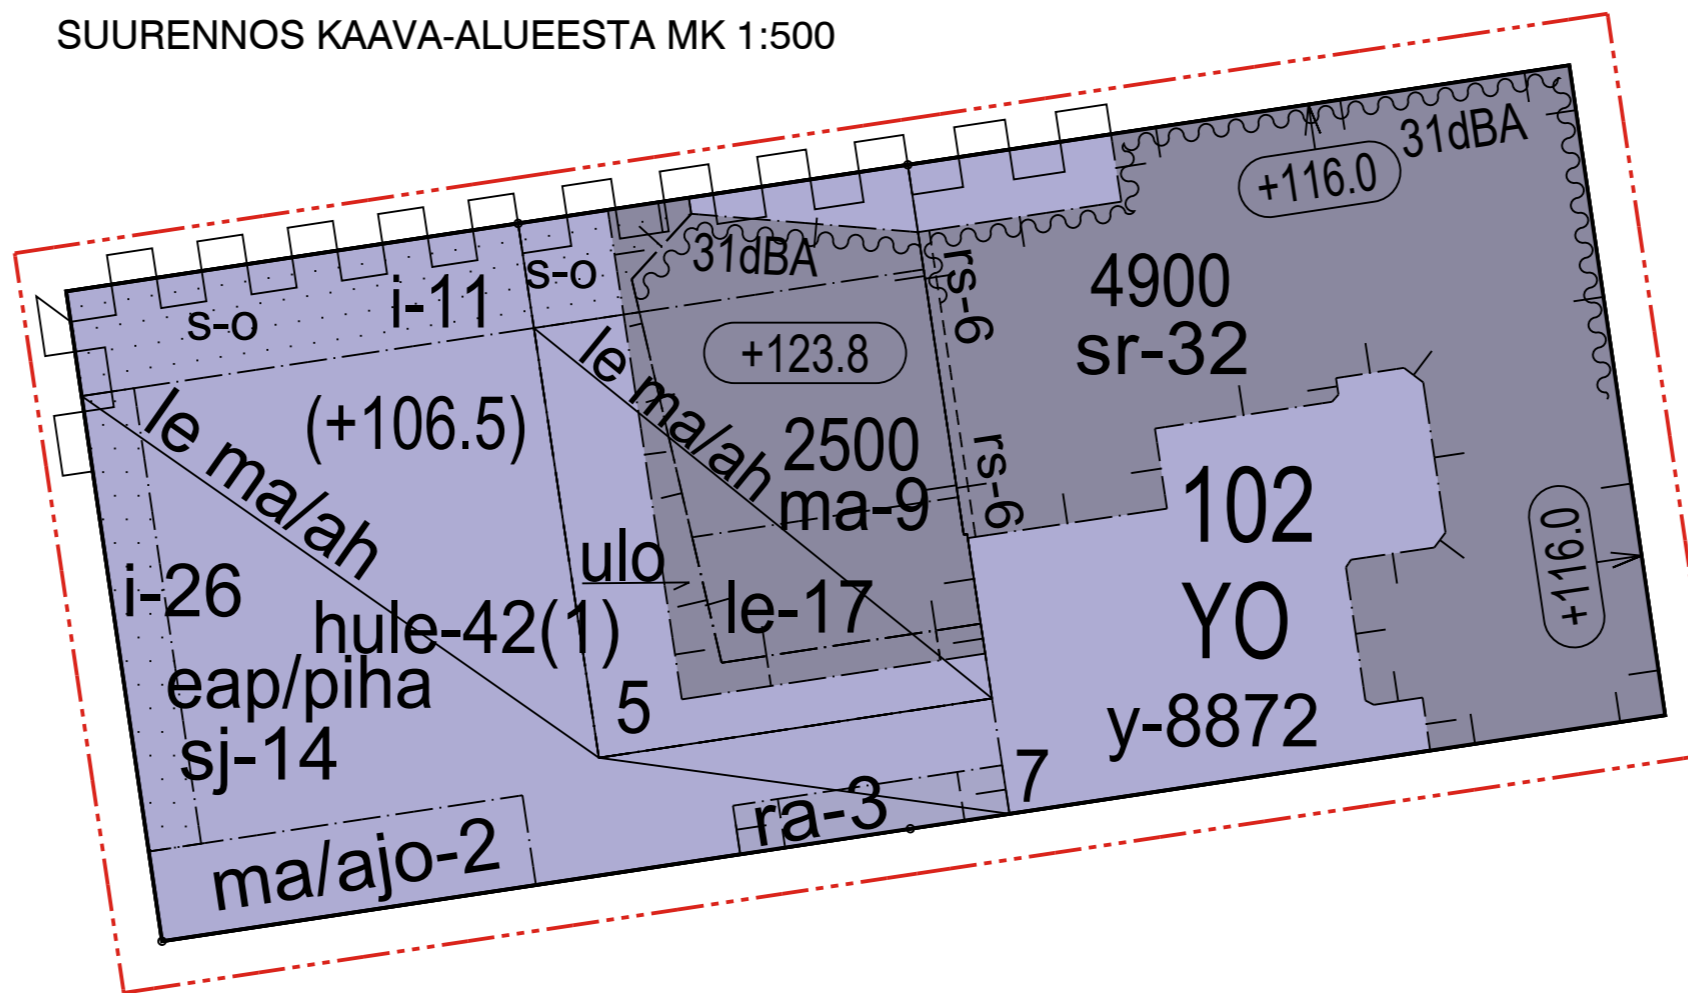 SUURENNOS KAAVA-ALUEESTA MK 1:500
31dBA
+116.0
31dBA
s-o
i-11
s-o
rs-6
4900
sr-32
+123.8
le ma/ah
(+106.5)
le ma/ah
2500
ma-9
rs-6
102
YO
y-8872
+116.0
ulo
le-17
i-26
hule-42(1)
eap/piha
sj-14
5
7
ra-3
ma/ajo-2